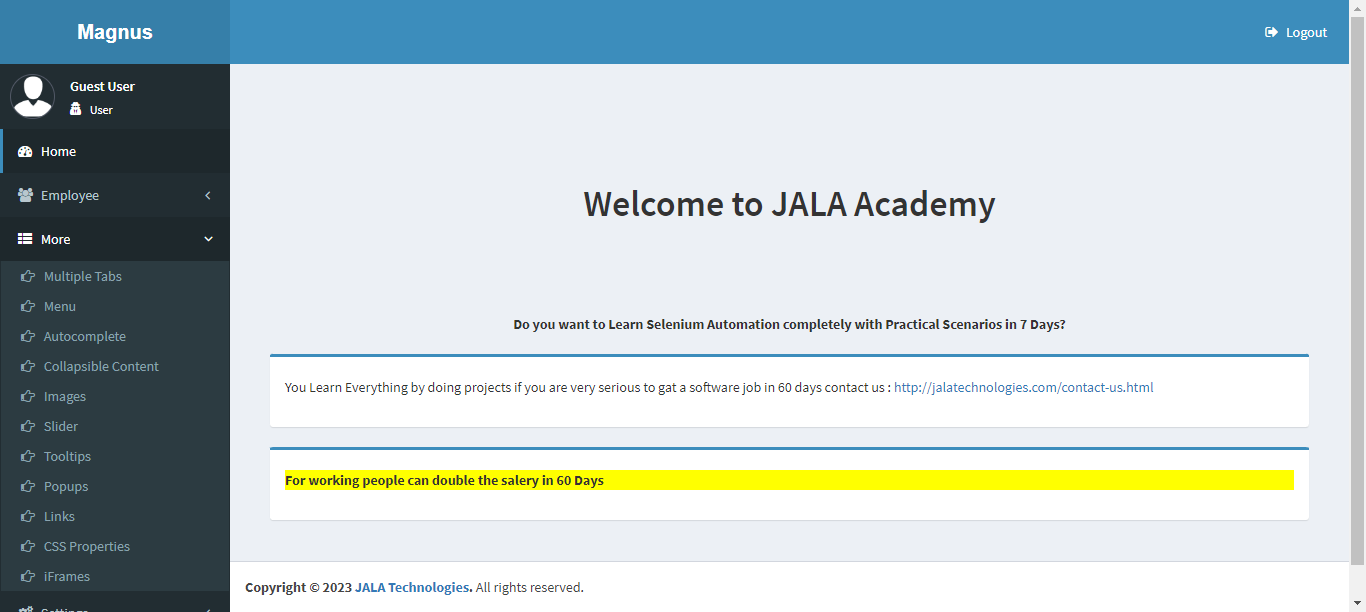 Magnus
Logout
Guest User
User
Home
Employee
More
Multiple Tabs
Menu
Autocomplete
Collapsible Content
Images
Slider
Tooltips
Popups
Links
CSS Properties
iFrames
Settings
Welcome to JALA Academy
Do you want to Learn Selenium Automation completely with Practical Scenarios in 7 Days?
You Learn Everything by doing projects if you are very serious to gat a software job in 60 days contact us : http://jalatechnologies.com/contact-us.html
For working people can double the salery in 60 Days
Copyright © 2023 JALA Technologies. All rights reserved.